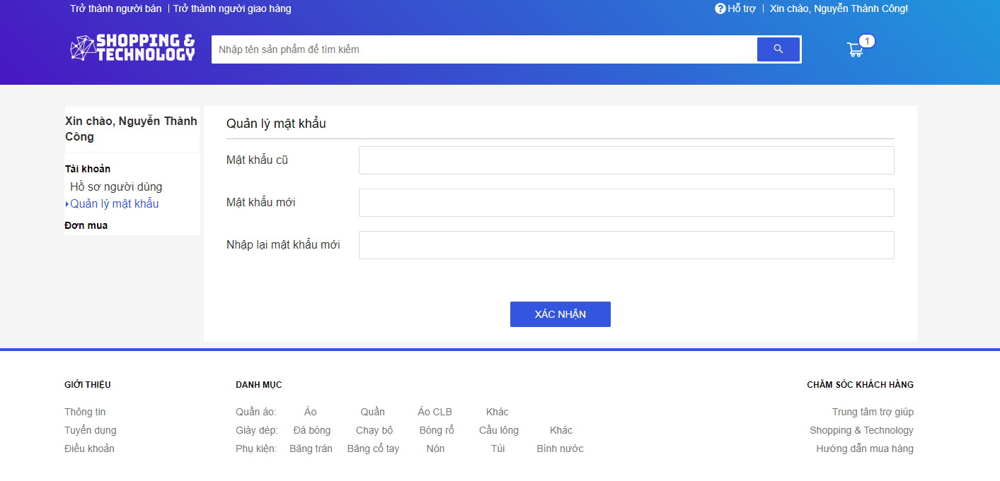 Trở thành người bán | Trở thành người giao hàng
Hỗ trợ | Xin chào, Nguyễn Thành Công!
SHOPPING &
TECHNOLOGY
Nhập tên sản phẩm để tìm kiếm
1
Xin chào, Nguyễn Thành
Công
Tài khoản
Hồ sơ người dùng
Quản lý mật khẩu
Đơn mua
Quản lý mật khẩu
Mật khẩu cũ
Mật khẩu mới
Nhập lại mật khẩu mới
XÁC NHẬN
GIỚI THIỆU
Thông tin
Tuyển dụng
Điều khoản
DANH MỤC
Quần áo: Áo Quần Áo CLB Khác
Giày dép: Đá bóng Chạy bộ Bóng rổ Cầu lông Khác
Phụ kiện: Băng trán Băng cổ tay Nón Túi Bình nước
CHĂM SÓC KHÁCH HÀNG
Trung tâm trợ giúp
Shopping & Technology
Hướng dẫn mua hàng